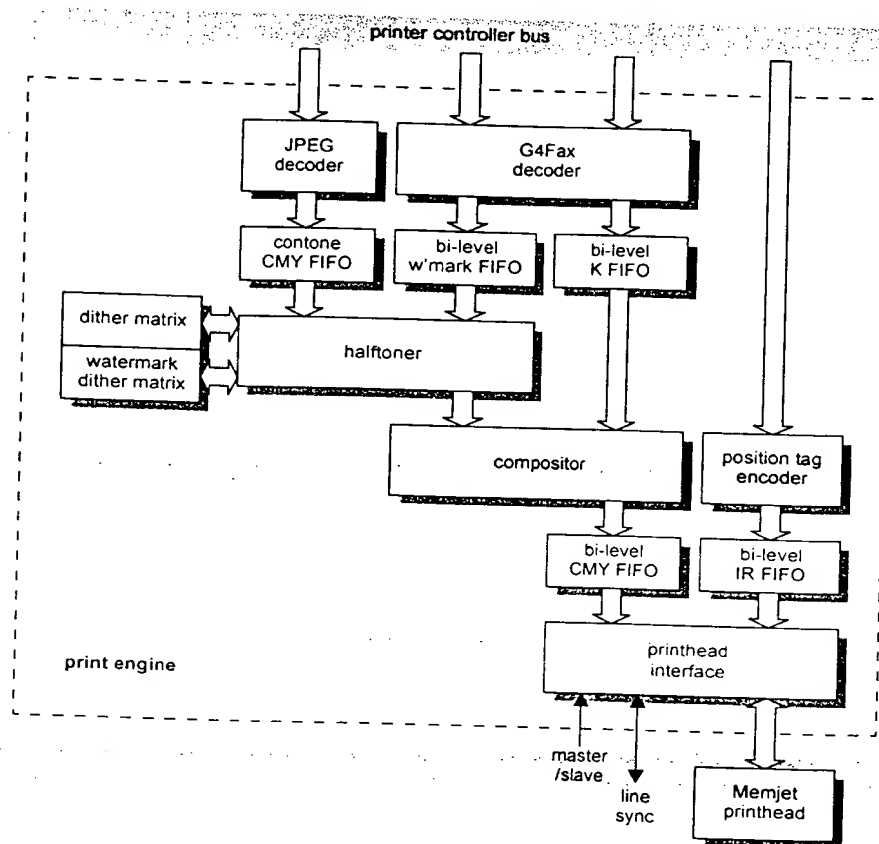 printer controller bus
JPEG
decoder
G4Fax
decoder
contone
CMY FIFO
bi-level
w'mark FIFO
bi-level
K FIFO
dither matrix
watermark
dither matrix
halftoner
compositor
position tag
encoder
bi-level
CMY FIFO
bi-level
IR FIFO
printhead
interface
print engine
master
/slave
line
sync
Memjet
printhead